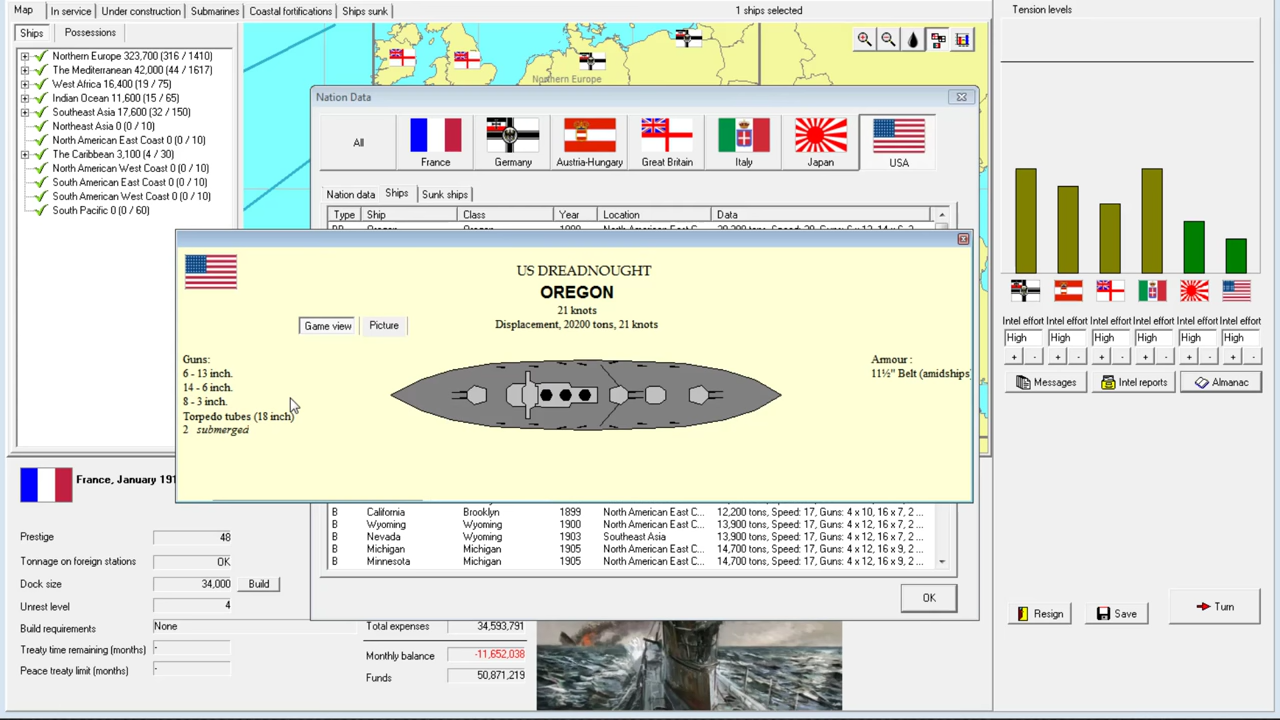 Map
In service
Under construction
Submarines
Coastal fortifications
Ships sunk
1 ships selected
Tension levels
Ships
Possessions
Northern Europe 323,700 (316 / 1410)
The Mediterranean 42,000 (44 / 1617)
West Africa 16,400 (19 / 75)
Indian Ocean 11,600 (15 / 65)
Southeast Asia 17,600 (32 / 150)
Northeast Asia 0 (0 / 10)
North American East Coast 0 (0 / 10)
The Caribbean 3,100 (4 / 30)
North American West Coast 0 (0 / 10)
South American East Coast 0 (0 / 10)
South American West Coast 0 (0 / 10)
South Pacific 0 (0 / 60)
Northern Europe
Nation Data
All
France
Germany
Austria-Hungary
Great Britain
Italy
Japan
USA
Nation data
Ships
Sunk ships
Type Ship Class Year Location Data
US DREADNOUGHT
OREGON
21 knots
Displacement, 20200 tons, 21 knots
Game view
Picture
Guns:
6 - 13 inch.
14 - 6 inch.
8 - 3 inch.
Torpedo tubes (18 inch)
2 submerged
Armour :
11½" Belt (amidships)
B California Brooklyn 1899 North American East C... 12,200 tons, Speed: 17, Guns: 4 x 10, 16 x 7, 2 ...
B Wyoming Wyoming 1900 North American East C... 13,900 tons, Speed: 17, Guns: 4 x 12, 16 x 7, 2 ...
B Nevada Wyoming 1903 Southeast Asia 13,900 tons, Speed: 17, Guns: 4 x 12, 16 x 7, 2 ...
B Michigan Michigan 1905 North American East C... 14,700 tons, Speed: 17, Guns: 4 x 12, 16 x 9, 2 ...
B Minnesota Michigan 1905 North American East C... 14,700 tons, Speed: 17, Guns: 4 x 12, 16 x 9, 2 ...
OK
France, January 191
Prestige 48
Tonnage on foreign stations OK
Dock size 34,000 Build
Unrest level 4
Build requirements None
Treaty time remaining (months) -
Peace treaty limit (months) -
Total expenses 34,593,791
Monthly balance -11,652,038
Funds 50,871,219
Intel effort Intel effort Intel effort Intel effort Intel effort Intel effort
High High High High High High
+ - + - + - + - + - + -
Messages
Intel reports
Almanac
Resign
Save
Turn